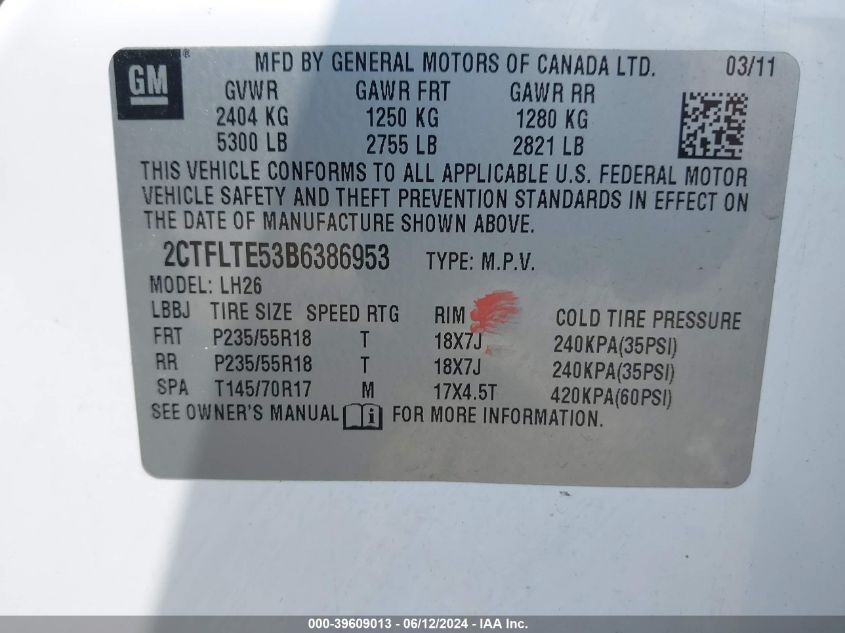 GM
MFD BY GENERAL MOTORS OF CANADA LTD. 03/11
GVWR GAWR FRT GAWR RR
2404 KG 1250 KG 1280 KG
5300 LB 2755 LB 2821 LB
THIS VEHICLE CONFORMS TO ALL APPLICABLE U.S. FEDERAL MOTOR
VEHICLE SAFETY AND THEFT PREVENTION STANDARDS IN EFFECT ON
THE DATE OF MANUFACTURE SHOWN ABOVE.
2CTFLTE53B6386953 TYPE: M.P.V.
MODEL: LH26
LBBJ TIRE SIZE SPEED RTG RIM COLD TIRE PRESSURE
FRT P235/55R18 T 18X7J 240KPA(35PSI)
RR P235/55R18 T 18X7J 240KPA(35PSI)
SPA T145/70R17 M 17X4.5T 420KPA(60PSI)
SEE OWNER'S MANUAL i FOR MORE INFORMATION.
000-39609013 - 06/12/2024 - IAA Inc.